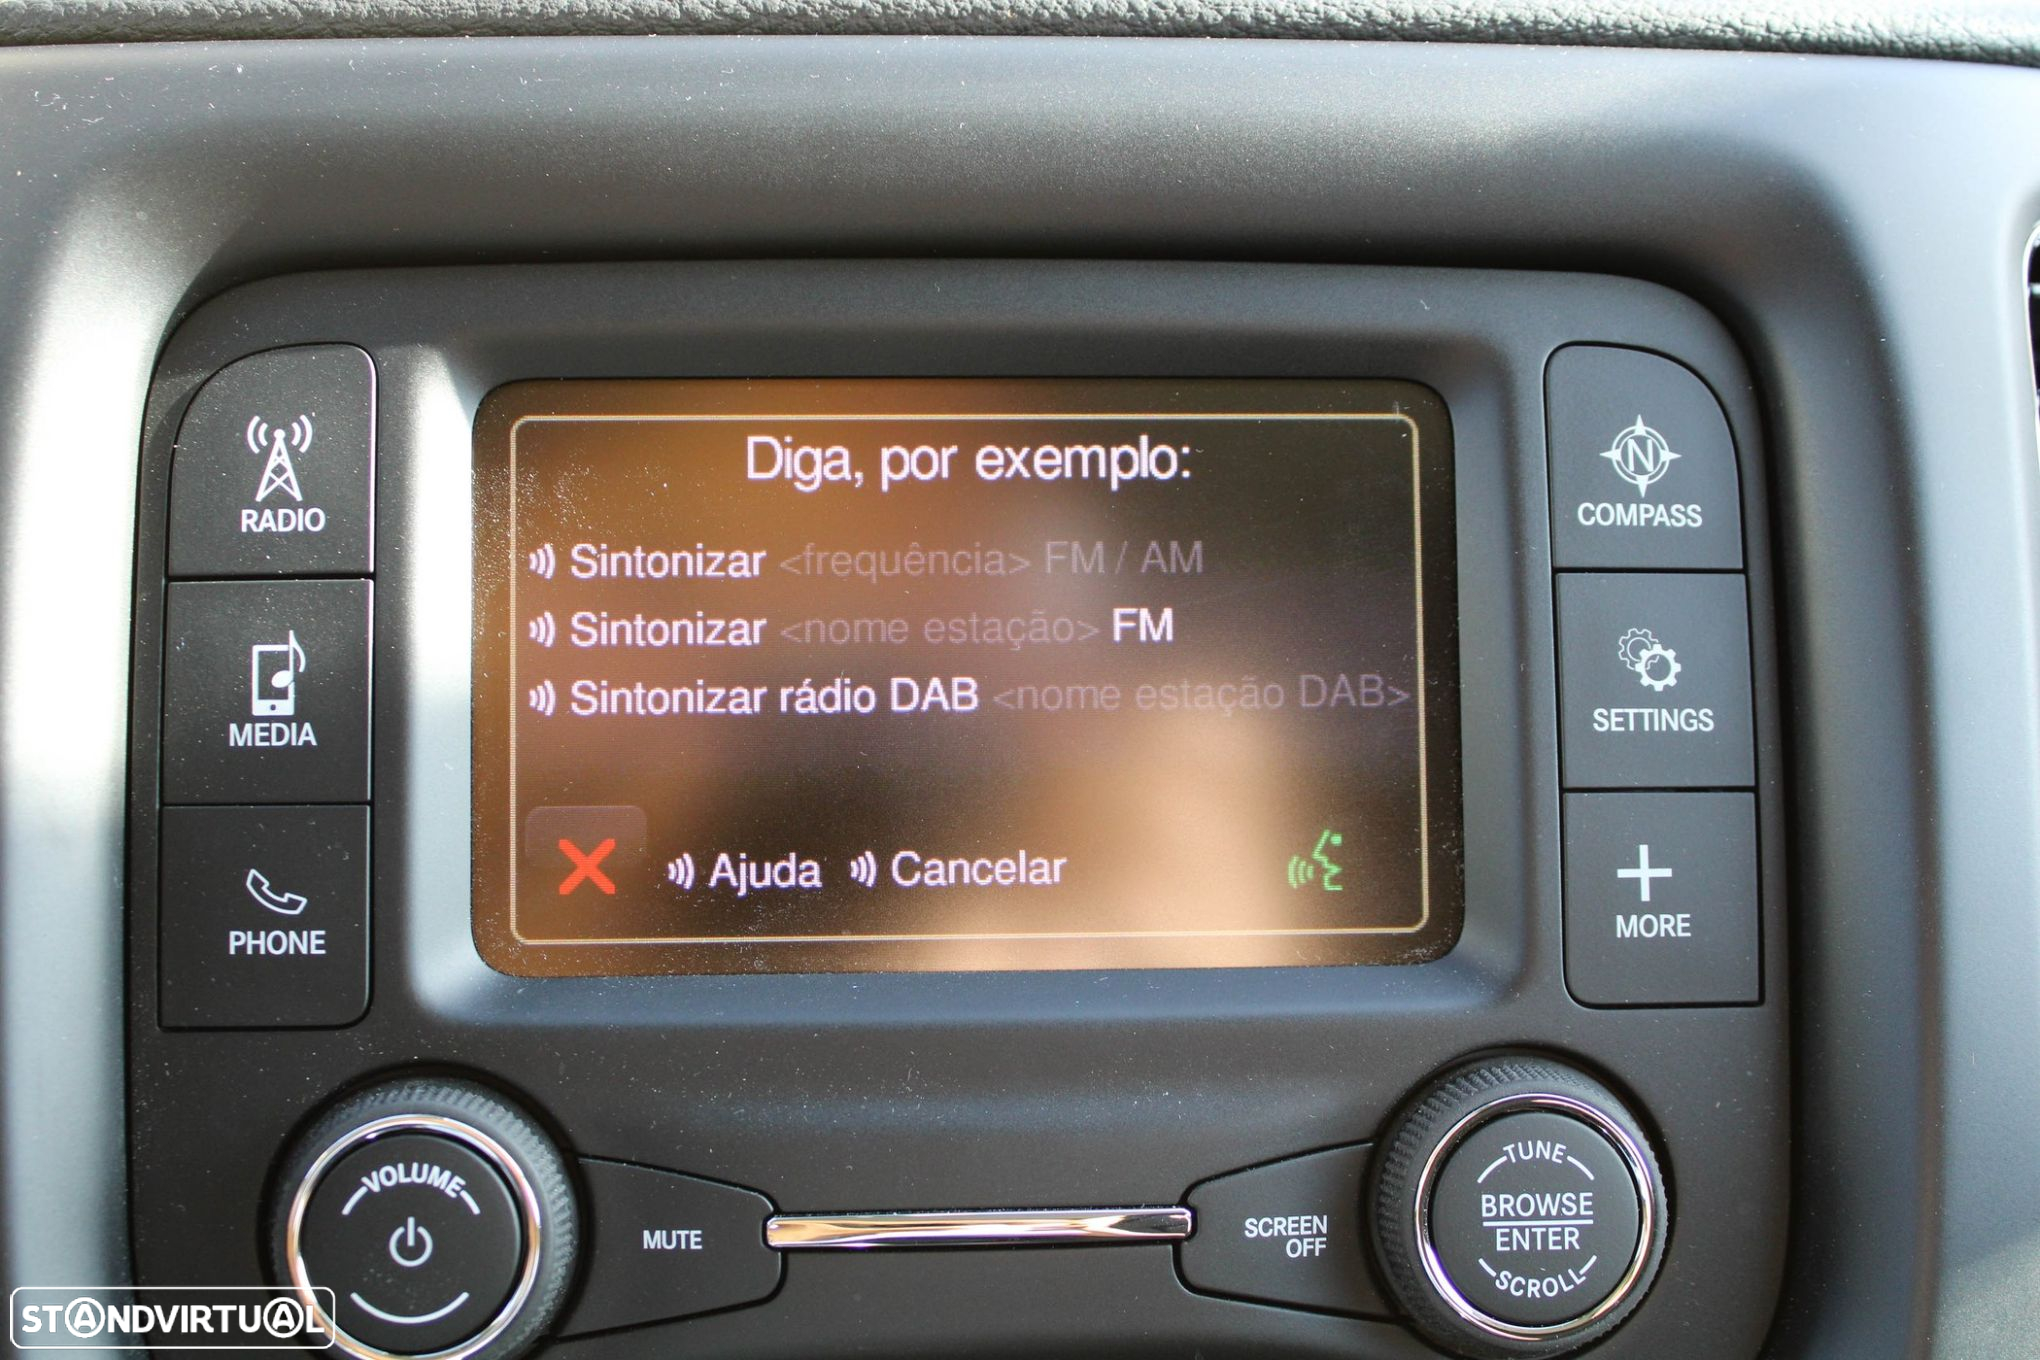 Diga, por exemplo:
Sintonizar <frequência> FM / AM
Sintonizar <nome estação> FM
Sintonizar rádio DAB <nome estação DAB>
Ajuda Cancelar
RADIO
MEDIA
PHONE
N
COMPASS
SETTINGS
MORE
VOLUME
MUTE
SCREEN
OFF
TUNE
BROWSE
ENTER
SCROLL
STANDVIRTUAL